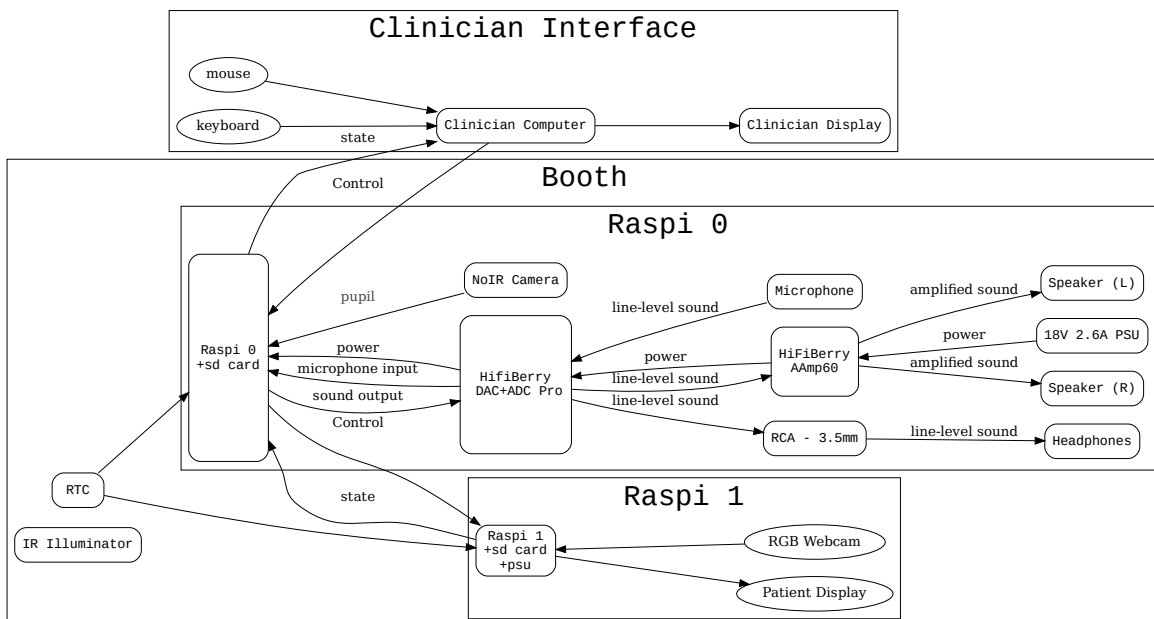 Clinician Interface
mouse
keyboard
state
Clinician Computer
Clinician Display
Control
Booth
Raspi 0
Raspi 0
+sd card
pupil
NoIR Camera
power
microphone input
sound output
Control
HifiBerry
DAC+ADC Pro
line-level sound
Microphone
power
line-level sound
line-level sound
HiFiBerry
AAmp60
RCA - 3.5mm
amplified sound
power
amplified sound
line-level sound
Speaker (L)
18V 2.6A PSU
Speaker (R)
Headphones
RTC
IR Illuminator
state
Raspi 1
Raspi 1
+sd card
+psu
RGB Webcam
Patient Display